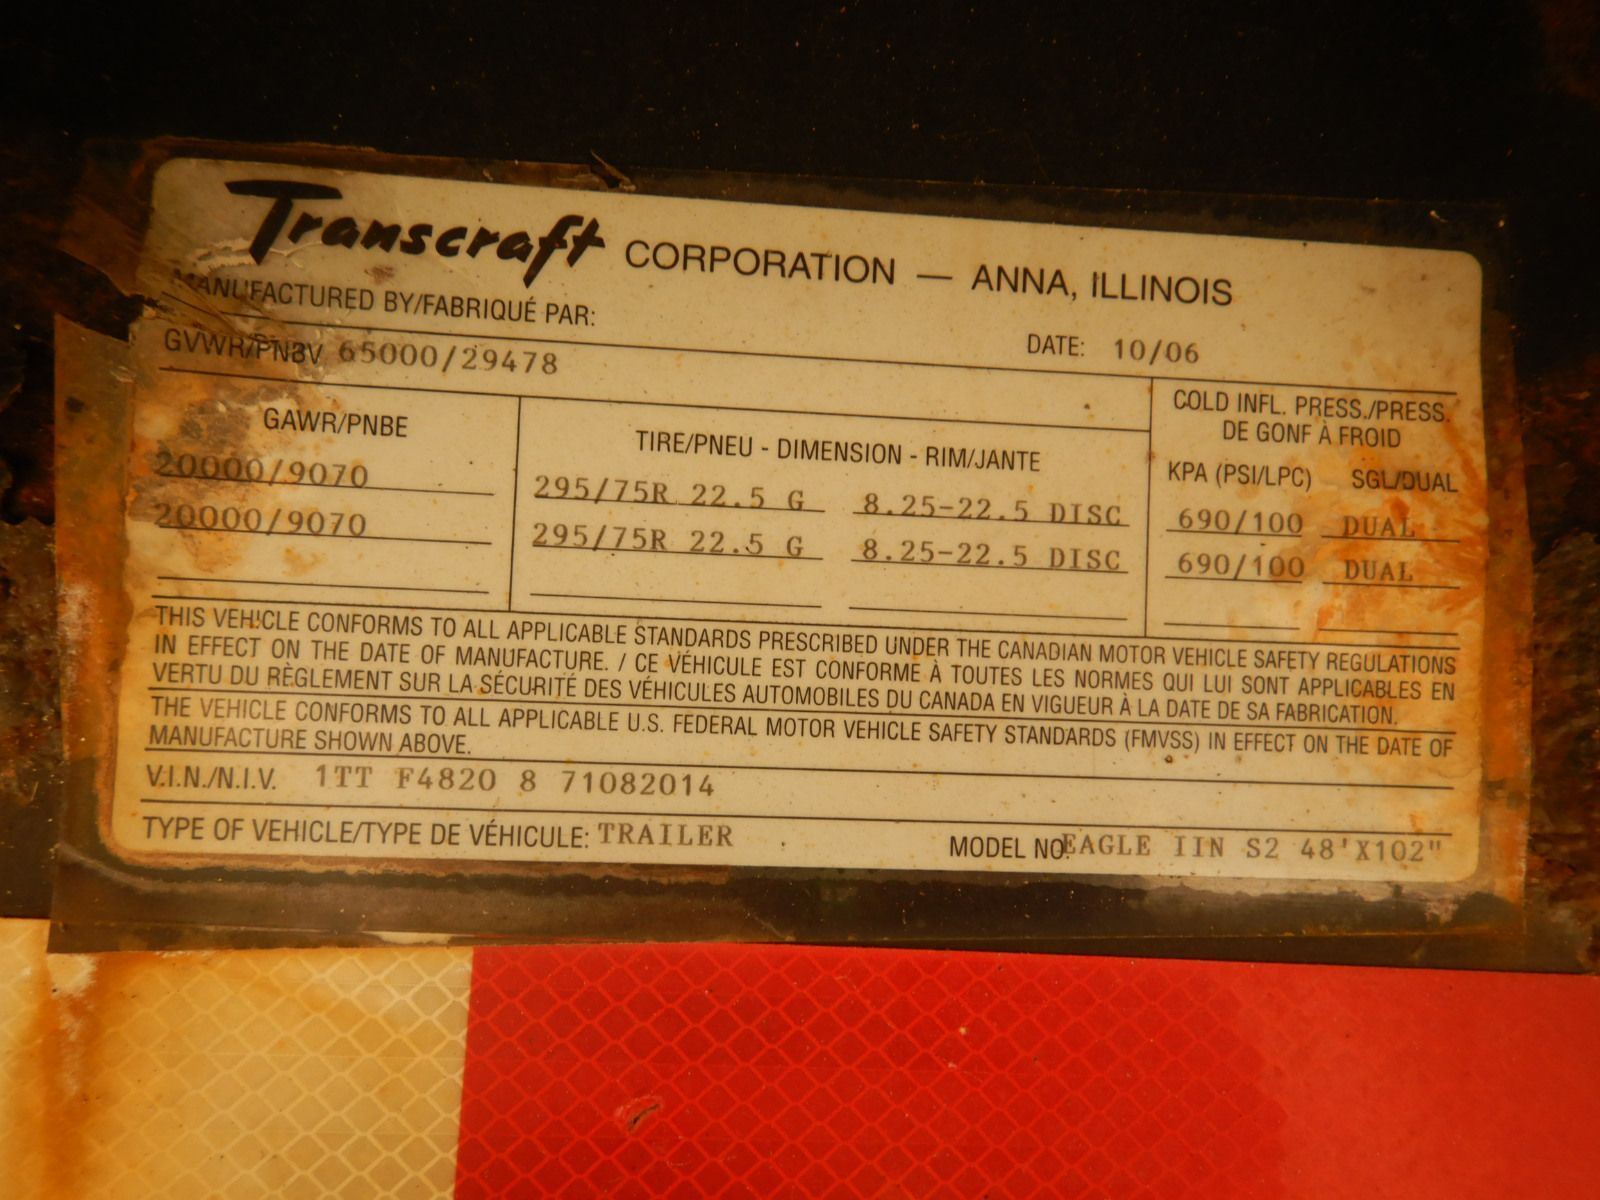 Transcraft CORPORATION — ANNA, ILLINOIS
MANUFACTURED BY/FABRIQUÉ PAR:
DATE: 10/06
GVWR/PNBV 65000/29478
GAWR/PNBE
TIRE/PNEU - DIMENSION - RIM/JANTE
COLD INFL. PRESS./PRESS.
DE GONF À FROID
KPA (PSI/LPC) SGL/DUAL
20000/9070 295/75R 22.5 G 8.25-22.5 DISC 690/100 DUAL
20000/9070 295/75R 22.5 G 8.25-22.5 DISC 690/100 DUAL
THIS VEHICLE CONFORMS TO ALL APPLICABLE STANDARDS PRESCRIBED UNDER THE CANADIAN MOTOR VEHICLE SAFETY REGULATIONS
IN EFFECT ON THE DATE OF MANUFACTURE. / CE VÉHICULE EST CONFORME À TOUTES LES NORMES QUI LUI SONT APPLICABLES EN
VERTU DU RÈGLEMENT SUR LA SÉCURITÉ DES VÉHICULES AUTOMOBILES DU CANADA EN VIGUEUR À LA DATE DE SA FABRICATION.
THE VEHICLE CONFORMS TO ALL APPLICABLE U.S. FEDERAL MOTOR VEHICLE SAFETY STANDARDS (FMVSS) IN EFFECT ON THE DATE OF
MANUFACTURE SHOWN ABOVE.
V.I.N./N.I.V. 1TT F4820 8 71082014
TYPE OF VEHICLE/TYPE DE VÉHICULE: TRAILER MODEL NO: EAGLE IIN S2 48'X102"